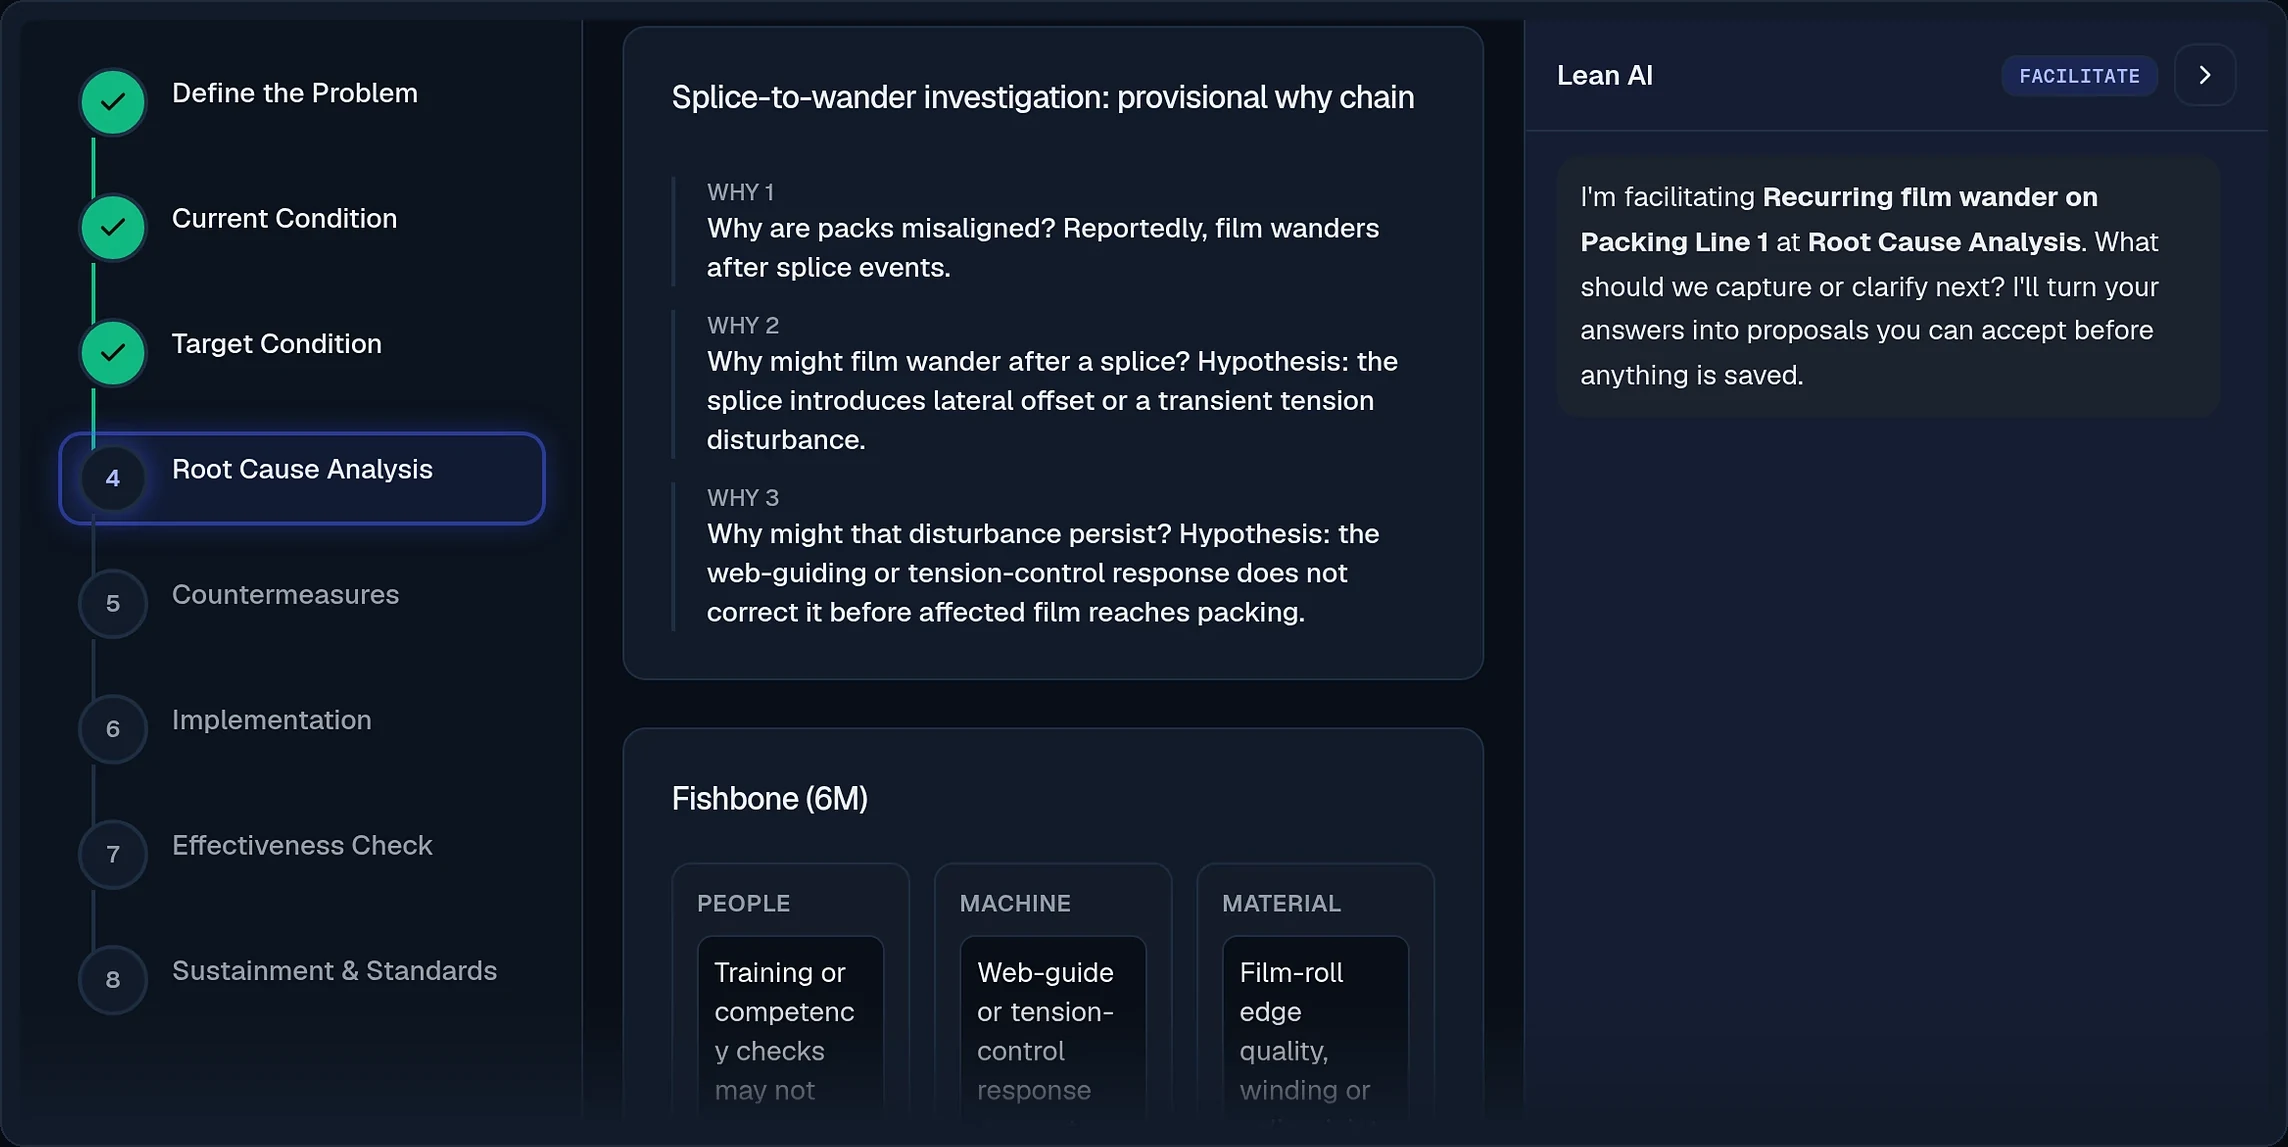 Define the Problem
Current Condition
Target Condition
4
Root Cause Analysis
5
Countermeasures
6
Implementation
7
Effectiveness Check
8
Sustainment & Standards
Splice-to-wander investigation: provisional why chain
WHY 1
Why are packs misaligned? Reportedly, film wanders
after splice events.
WHY 2
Why might film wander after a splice? Hypothesis: the
splice introduces lateral offset or a transient tension
disturbance.
WHY 3
Why might that disturbance persist? Hypothesis: the
web-guiding or tension-control response does not
correct it before affected film reaches packing.
Fishbone (6M)
PEOPLE
Training or
competenc
y checks
may not
MACHINE
Web-guide
or tension-
control
response
MATERIAL
Film-roll
edge
quality,
winding or
Lean AI
FACILITATE
I'm facilitating Recurring film wander on
Packing Line 1 at Root Cause Analysis. What
should we capture or clarify next? I'll turn your
answers into proposals you can accept before
anything is saved.